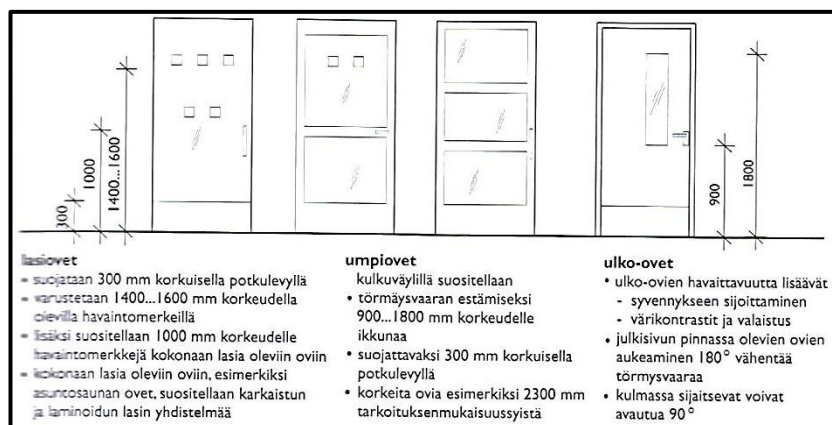 300
1000
1400...1600
900
1800
lasiovet
- suojataan 300 mm korkuisella potkulevyllä
- varustetaan 1400...1600 mm korkeudella
olevilla havaintomerkeillä
- lisäksi suositellaan 1000 mm korkeudelle
havaintomerkkejä kokonaan lasia oleviin oviin
- kokonaan lasia oleviin oviin, esimerkiksi
asuntosaunan ovet, suositellaan karkaistun
ja laminoidun lasin yhdistelmää
umpiovet
kulkuväylillä suositellaan
• törmäysvaaran estämiseksi
900...1800 mm korkeudelle
ikkunaa
• suojattavaksi 300 mm korkuisella
potkulevyllä
• korkeita ovia esimerkiksi 2300 mm
tarkoituksenmukaisuussyistä
ulko-ovet
• ulko-ovien havaittavuutta lisäävät
- syvennykseen sijoittaminen
- värikontrastit ja valaistus
• julkisivun pinnassa olevien ovien
aukeaminen 180° vähentää
törmysvaaraa
• kulmassa sijaitsevat voivat
avautua 90°